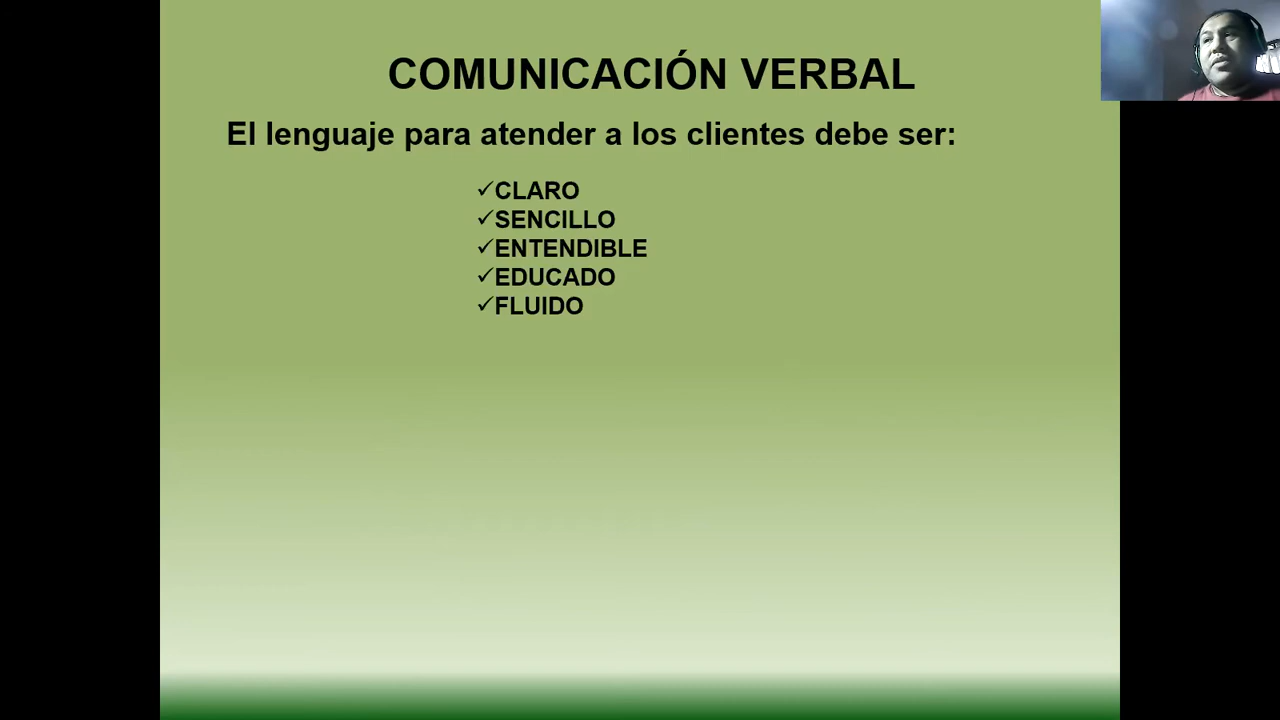 COMUNICACIÓN VERBAL
El lenguaje para atender a los clientes debe ser:
✓CLARO
✓SENCILLO
✓ENTENDIBLE
✓EDUCADO
✓FLUIDO